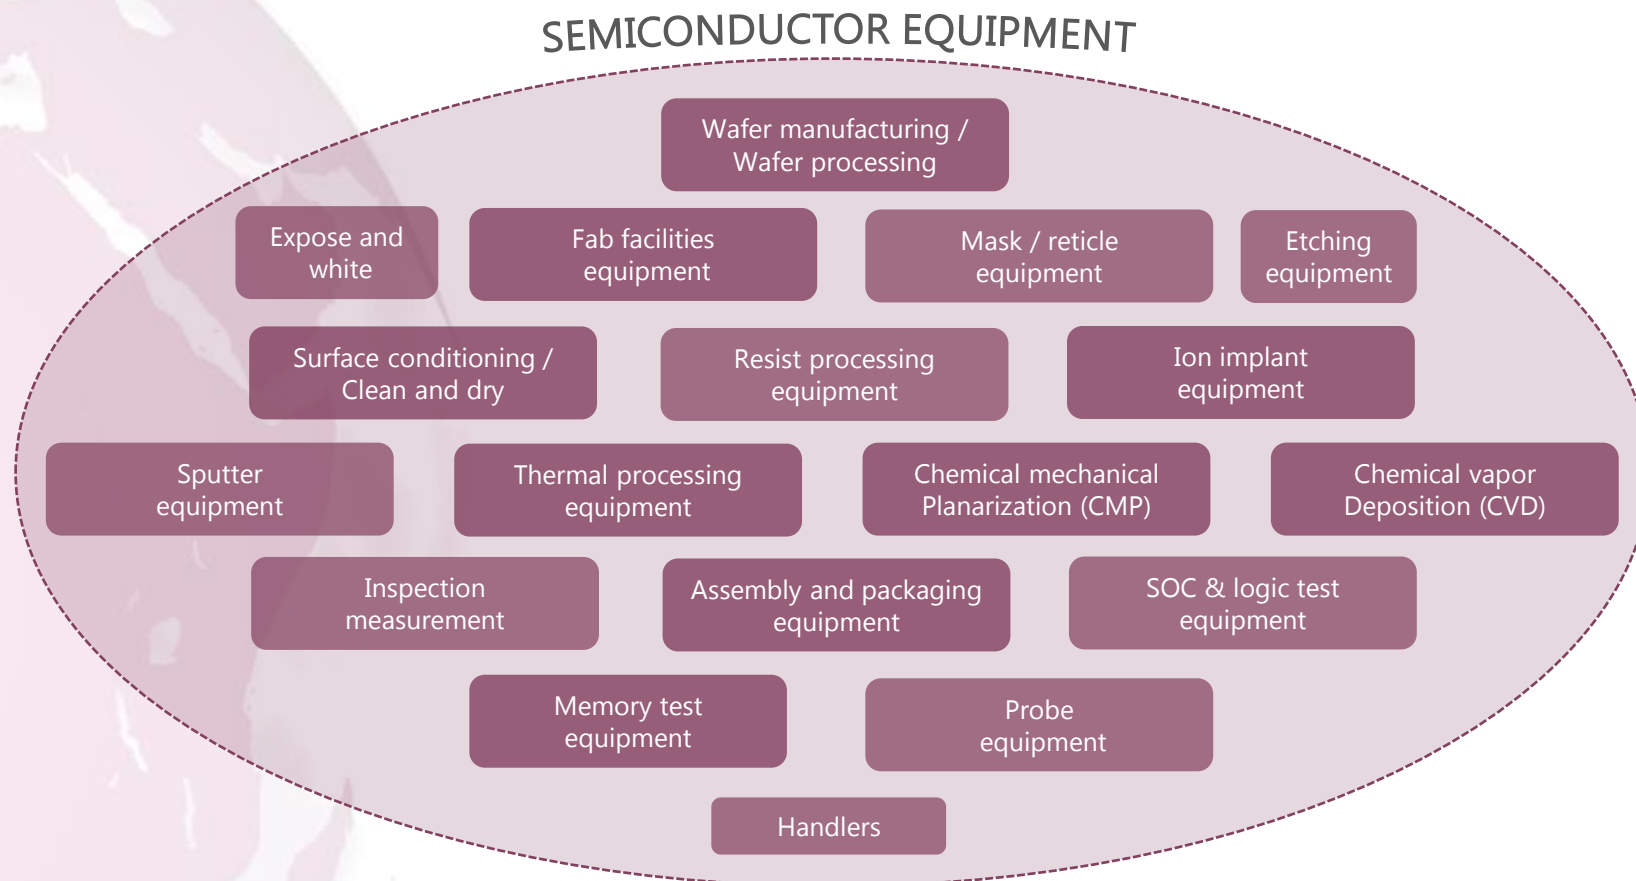 SEMICONDUCTOR EQUIPMENT
Wafer manufacturing /
Wafer processing
Expose and
white
Fab facilities
equipment
Mask / reticle
equipment
Etching
equipment
Surface conditioning /
Clean and dry
Resist processing
equipment
Ion implant
equipment
Sputter
equipment
Thermal processing
equipment
Chemical mechanical
Planarization (CMP)
Chemical vapor
Deposition (CVD)
Inspection
measurement
Assembly and packaging
equipment
SOC & logic test
equipment
Memory test
equipment
Probe
equipment
Handlers